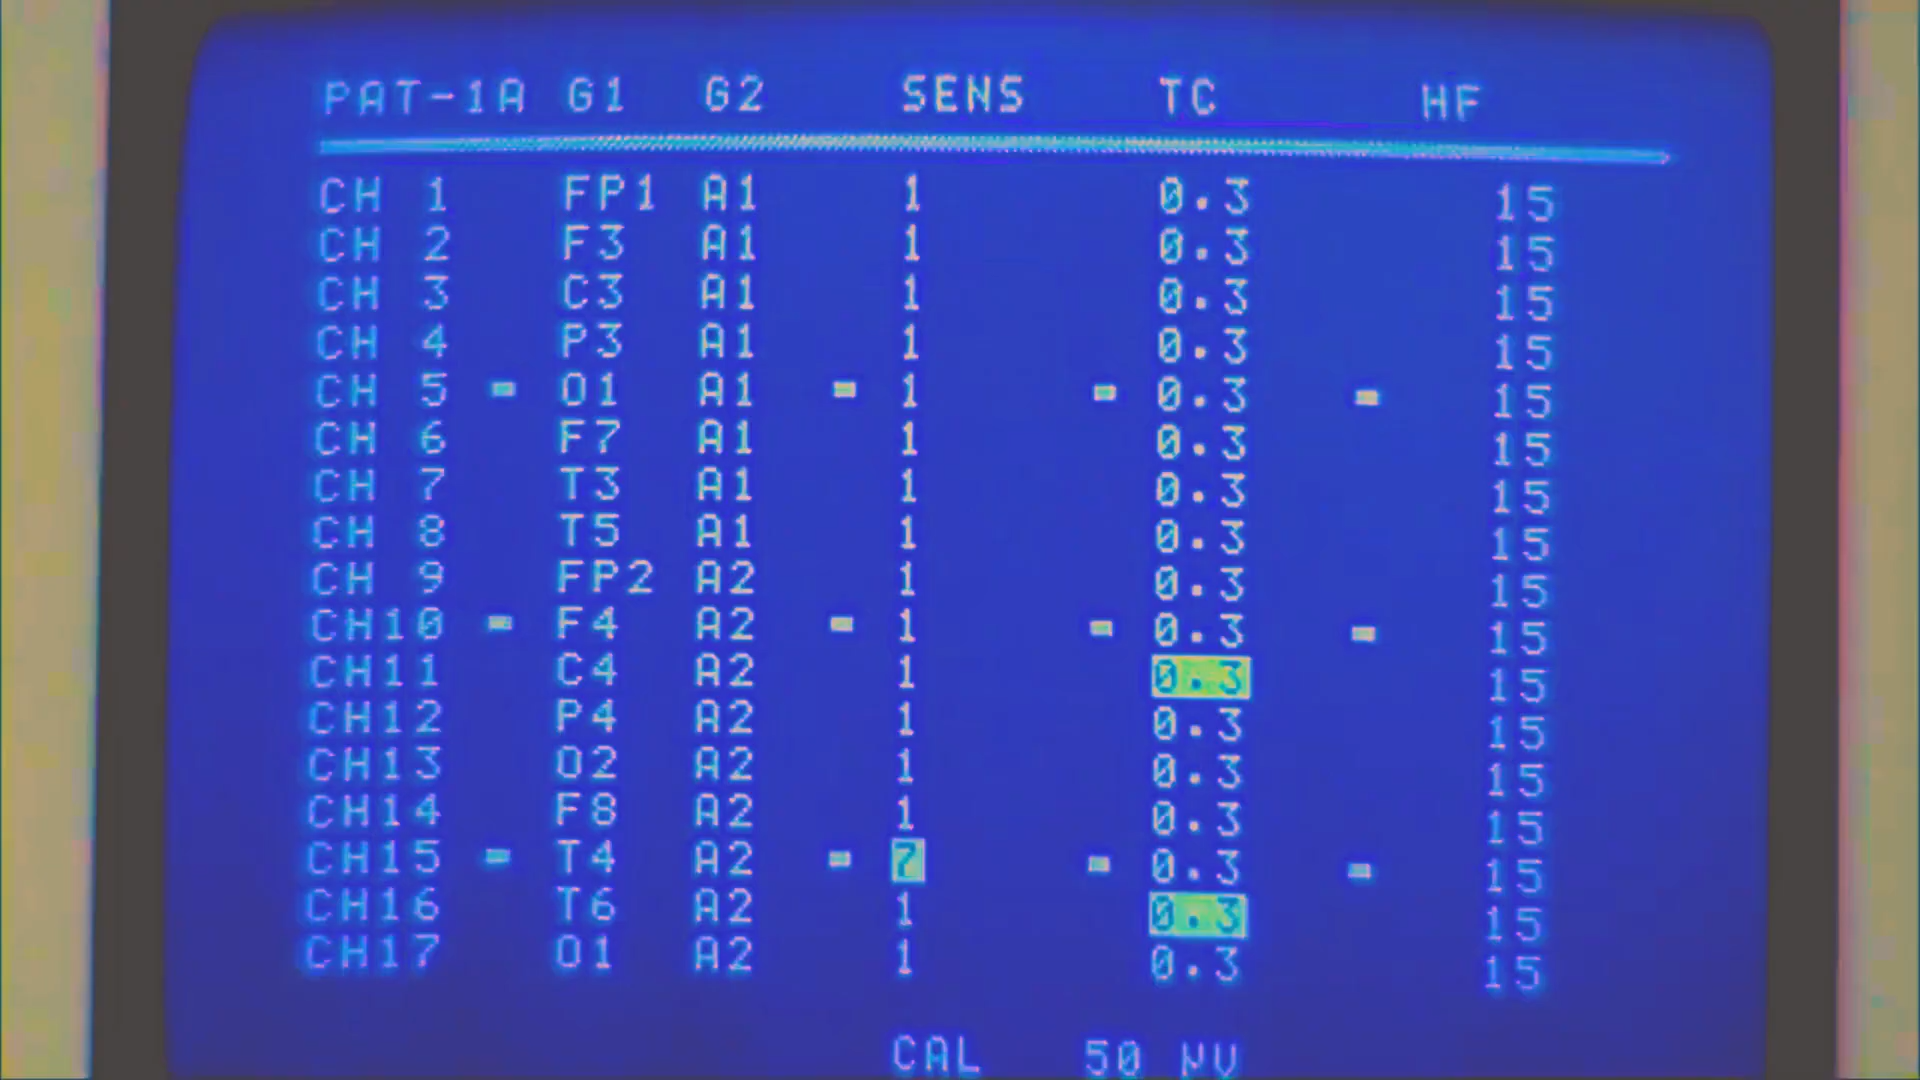 PAT-1A G1 G2 SENS TC HF
CH 1 FP1 A1 1 0.3 15
CH 2 F3 A1 1 0.3 15
CH 3 C3 A1 1 0.3 15
CH 4 P3 A1 1 0.3 15
CH 5 - O1 A1 - 1 - 0.3 - 15
CH 6 F7 A1 1 0.3 15
CH 7 T3 A1 1 0.3 15
CH 8 T5 A1 1 0.3 15
CH 9 FP2 A2 1 0.3 15
CH10 - F4 A2 - 1 - 0.3 - 15
CH11 C4 A2 1 0.3 15
CH12 P4 A2 1 0.3 15
CH13 O2 A2 1 0.3 15
CH14 F8 A2 1 0.3 15
CH15 - T4 A2 - 7 - 0.3 - 15
CH16 T6 A2 1 0.3 15
CH17 O1 A2 1 0.3 15
CAL 50 µV